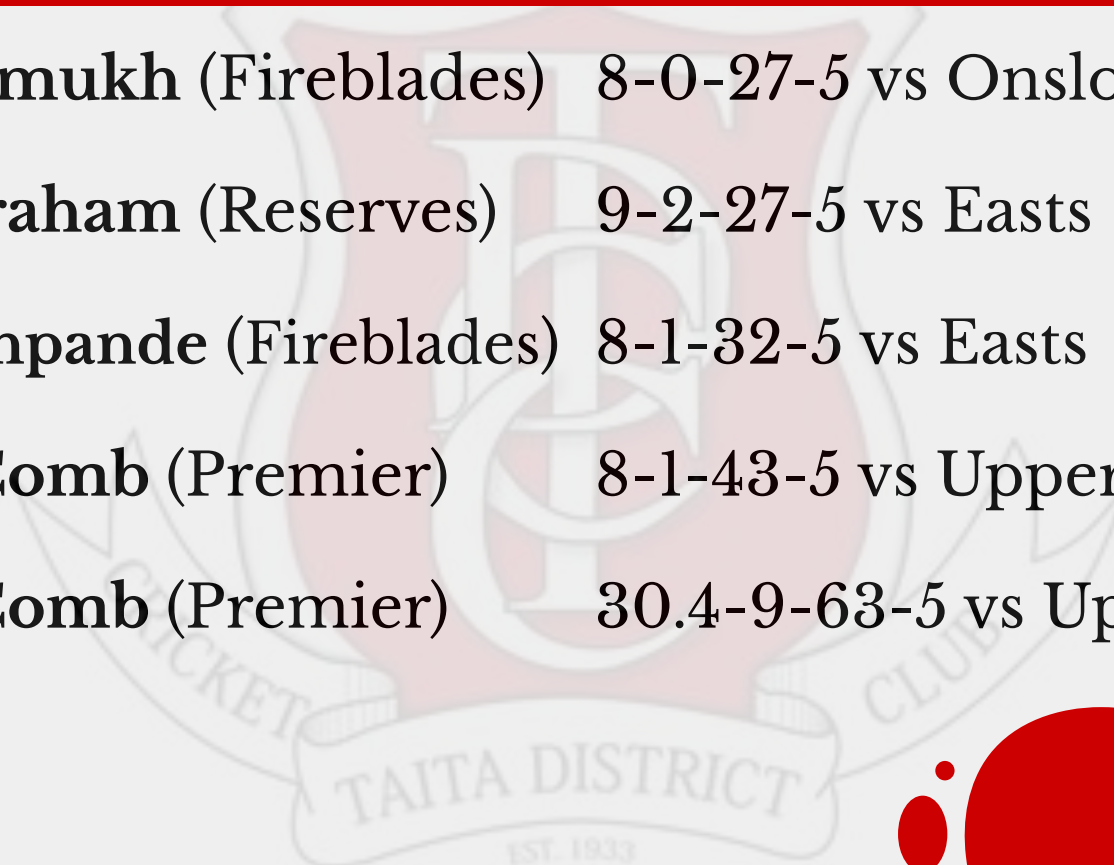 mukh (Fireblades) 8-0-27-5 vs Onslo
raham (Reserves) 9-2-27-5 vs Easts
npande (Fireblades) 8-1-32-5 vs Easts
Comb (Premier) 8-1-43-5 vs Upper
Comb (Premier) 30.4-9-63-5 vs Up
CRICKET CLUB
TAITA DISTRICT
EST. 1933